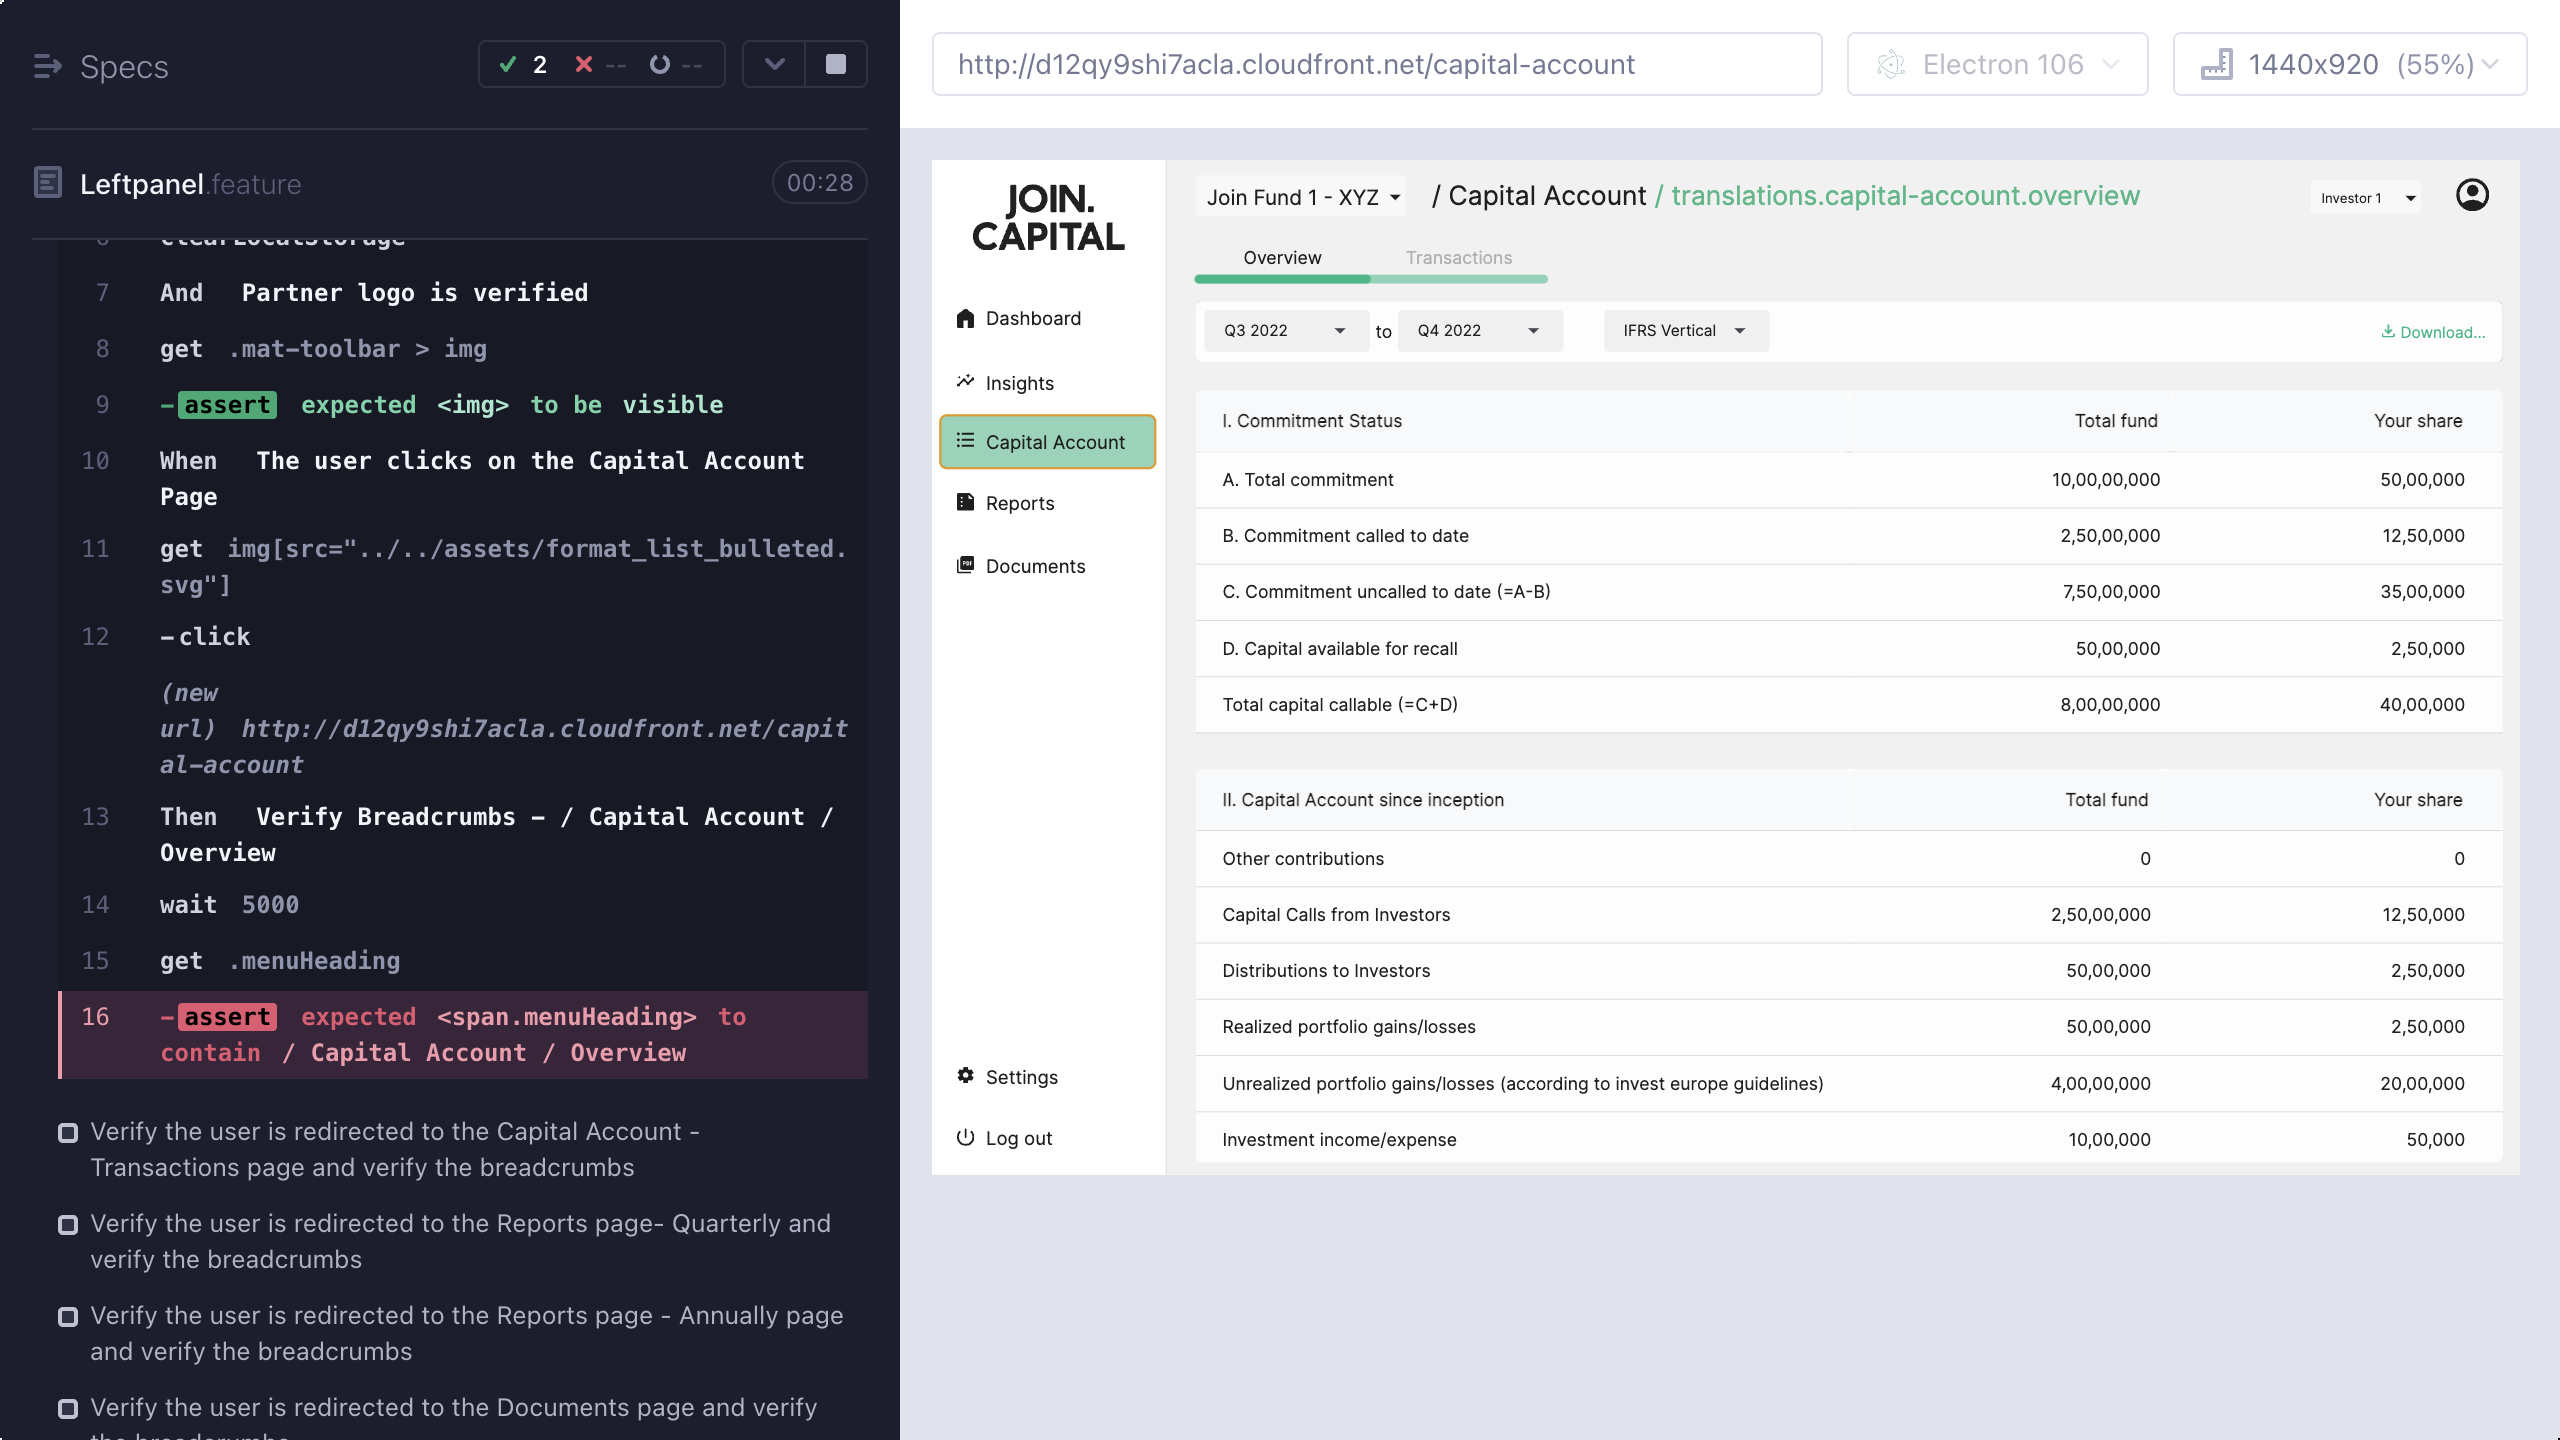 Specs
2 -- --
Leftpanel.feature
00:28
7 And Partner logo is verified
8 get .mat-toolbar > img
9 -assert expected <img> to be visible
10 When The user clicks on the Capital Account
Page
11 get img[src="../../assets/format_list_bulleted.
svg"]
12 -click
(new
url) http://d12qy9shi7acla.cloudfront.net/capit
al-account
13 Then Verify Breadcrumbs - / Capital Account /
Overview
14 wait 5000
15 get .menuHeading
16 -assert expected <span.menuHeading> to
contain / Capital Account / Overview
Verify the user is redirected to the Capital Account -
Transactions page and verify the breadcrumbs
Verify the user is redirected to the Reports page- Quarterly and
verify the breadcrumbs
Verify the user is redirected to the Reports page - Annually page
and verify the breadcrumbs
Verify the user is redirected to the Documents page and verify
http://d12qy9shi7acla.cloudfront.net/capital-account
Electron 106
1440x920 (55%)
JOIN.
CAPITAL
Dashboard
Insights
Capital Account
Reports
Documents
Settings
Log out
Join Fund 1 - XYZ / Capital Account / translations.capital-account.overview
Investor 1
Overview Transactions
Q3 2022 to Q4 2022 IFRS Vertical Download...
I. Commitment Status Total fund Your share
A. Total commitment 10,00,00,000 50,00,000
B. Commitment called to date 2,50,00,000 12,50,000
C. Commitment uncalled to date (=A-B) 7,50,00,000 35,00,000
D. Capital available for recall 50,00,000 2,50,000
Total capital callable (=C+D) 8,00,00,000 40,00,000
II. Capital Account since inception Total fund Your share
Other contributions 0 0
Capital Calls from Investors 2,50,00,000 12,50,000
Distributions to Investors 50,00,000 2,50,000
Realized portfolio gains/losses 50,00,000 2,50,000
Unrealized portfolio gains/losses (according to invest europe guidelines) 4,00,00,000 20,00,000
Investment income/expense 10,00,000 50,000